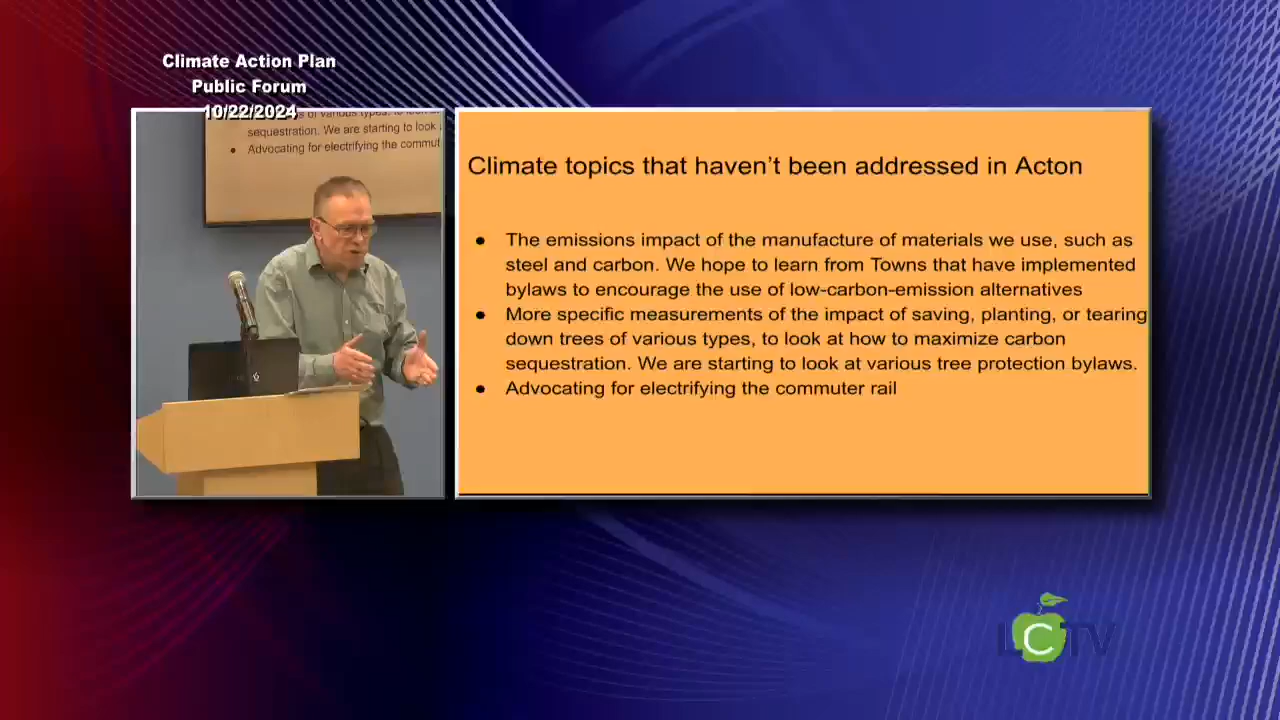 Climate Action Plan
Public Forum
10/22/2024
sequestration. We are starting to look
● Advocating for electrifying the commut
Climate topics that haven't been addressed in Acton
● The emissions impact of the manufacture of materials we use, such as
steel and carbon. We hope to learn from Towns that have implemented
bylaws to encourage the use of low-carbon-emission alternatives
● More specific measurements of the impact of saving, planting, or tearing
down trees of various types, to look at how to maximize carbon
sequestration. We are starting to look at various tree protection bylaws.
● Advocating for electrifying the commuter rail
LCTV